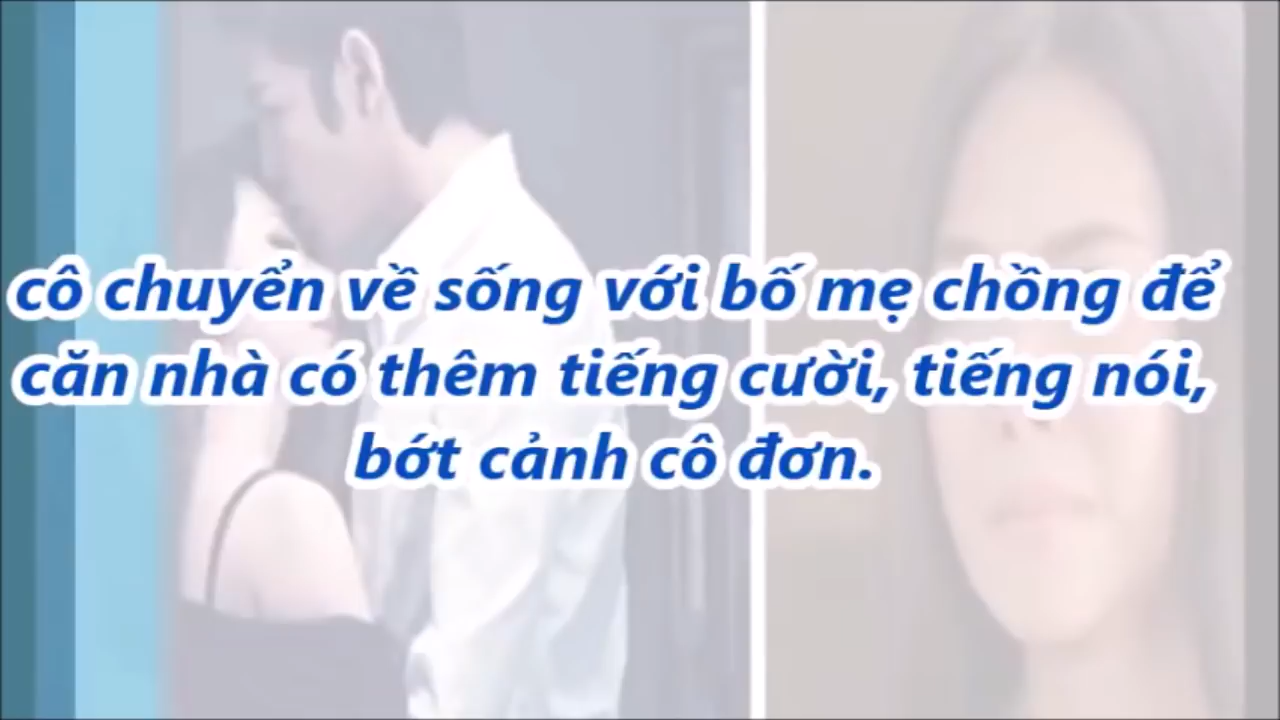 cô chuyển về sống với bố mẹ chồng để
căn nhà có thêm tiếng cười, tiếng nói,
bớt cảnh cô đơn.